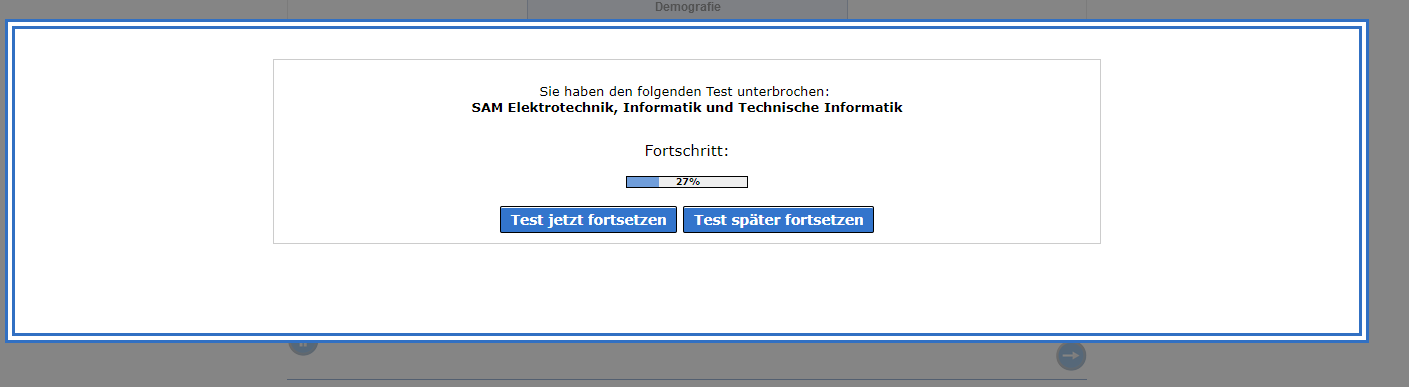 Demografie
Sie haben den folgenden Test unterbrochen:
SAM Elektrotechnik, Informatik und Technische Informatik
Fortschritt:
27%
Test jetzt fortsetzen
Test später fortsetzen